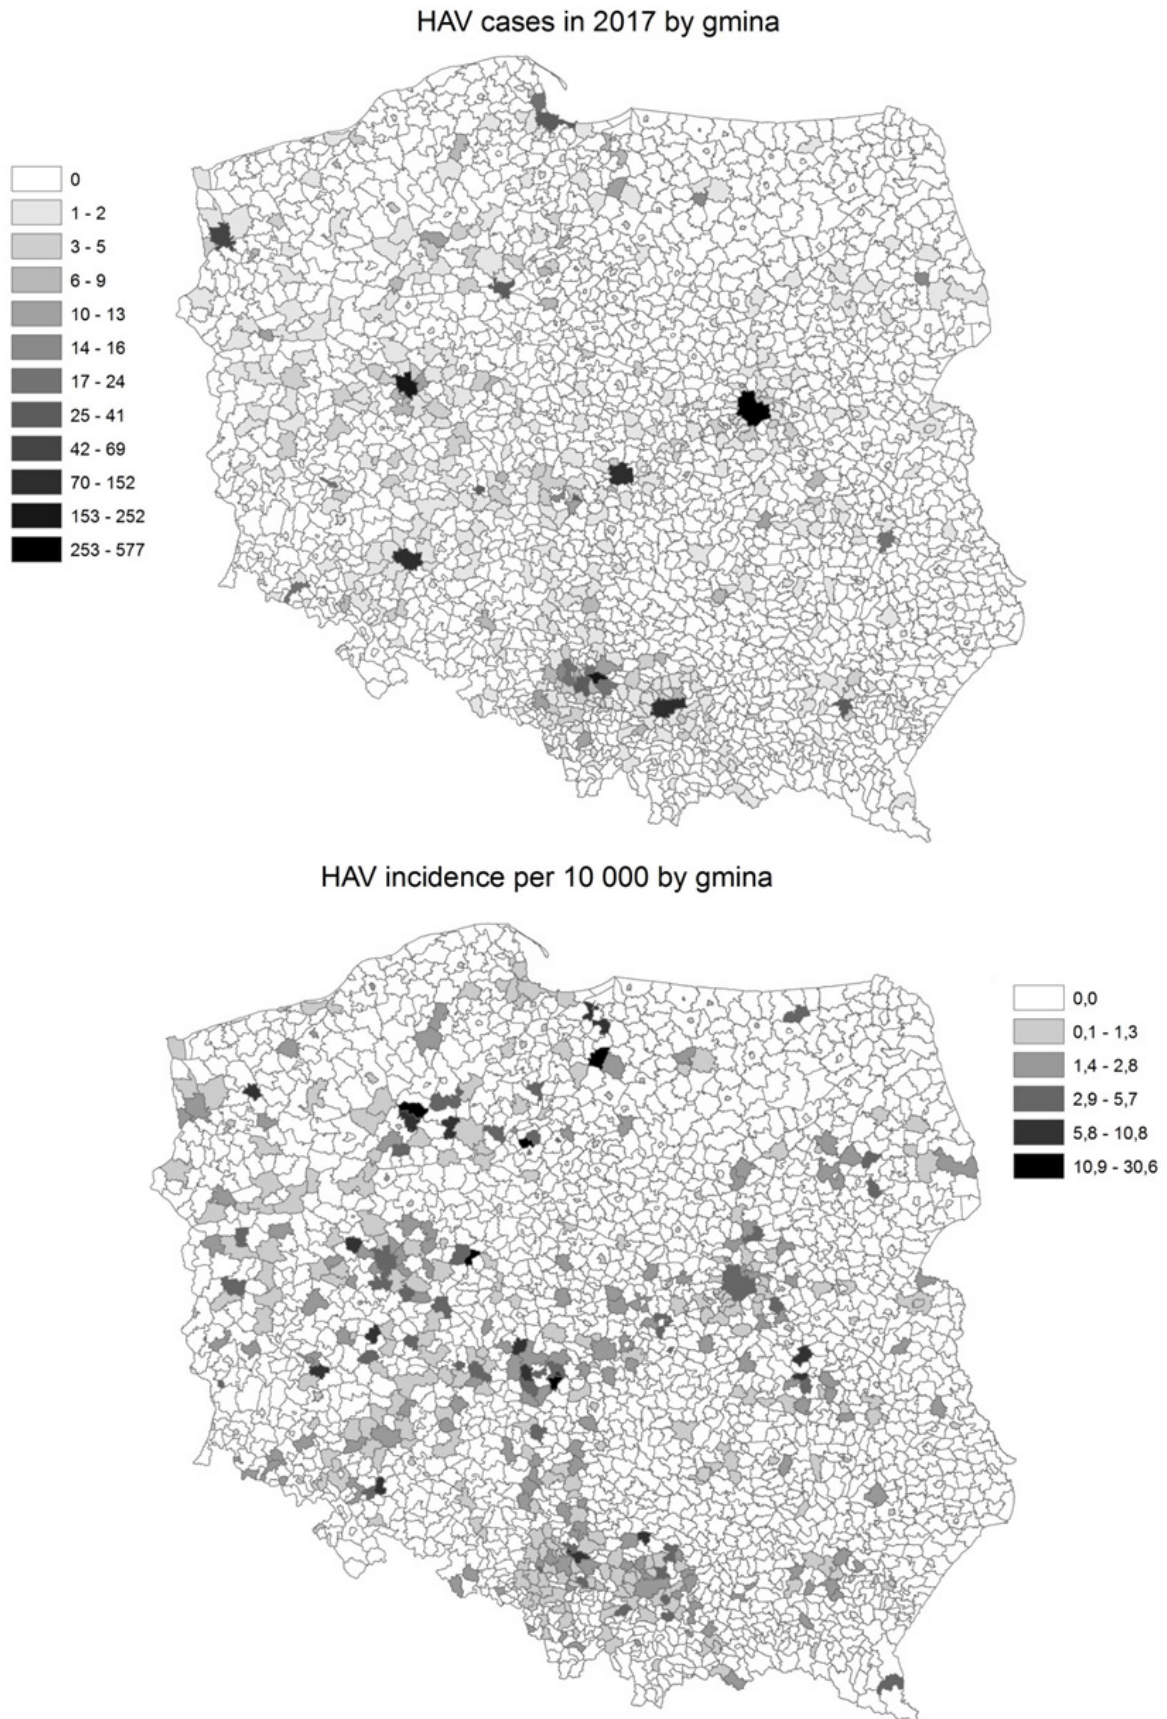 HAV cases in 2017 by gmina
0
1 - 2
3 - 5
6 - 9
10 - 13
14 - 16
17 - 24
25 - 41
42 - 69
70 - 152
153 - 252
253 - 577
HAV incidence per 10 000 by gmina
0,0
0,1 - 1,3
1,4 - 2,8
2,9 - 5,7
5,8 - 10,8
10,9 - 30,6